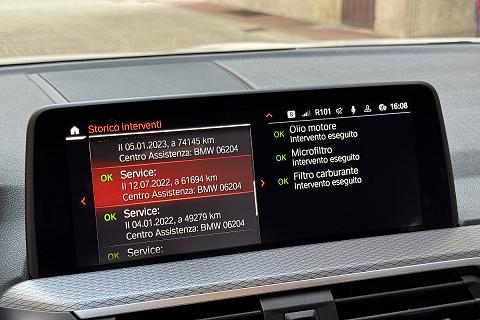 Storico interventi
R101
16:08
Il 05.01.2023, a 74145 km
Centro Assistenza: BMW 06204
OK Service:
Il 12.07.2022, a 61694 km
Centro Assistenza: BMW 06204
OK Service:
Il 04.01.2022, a 49279 km
Centro Assistenza: BMW 06204
OK Service:
OK Olio motore
Intervento eseguito
OK Microfiltro
Intervento eseguito
OK Filtro carburante
Intervento eseguito